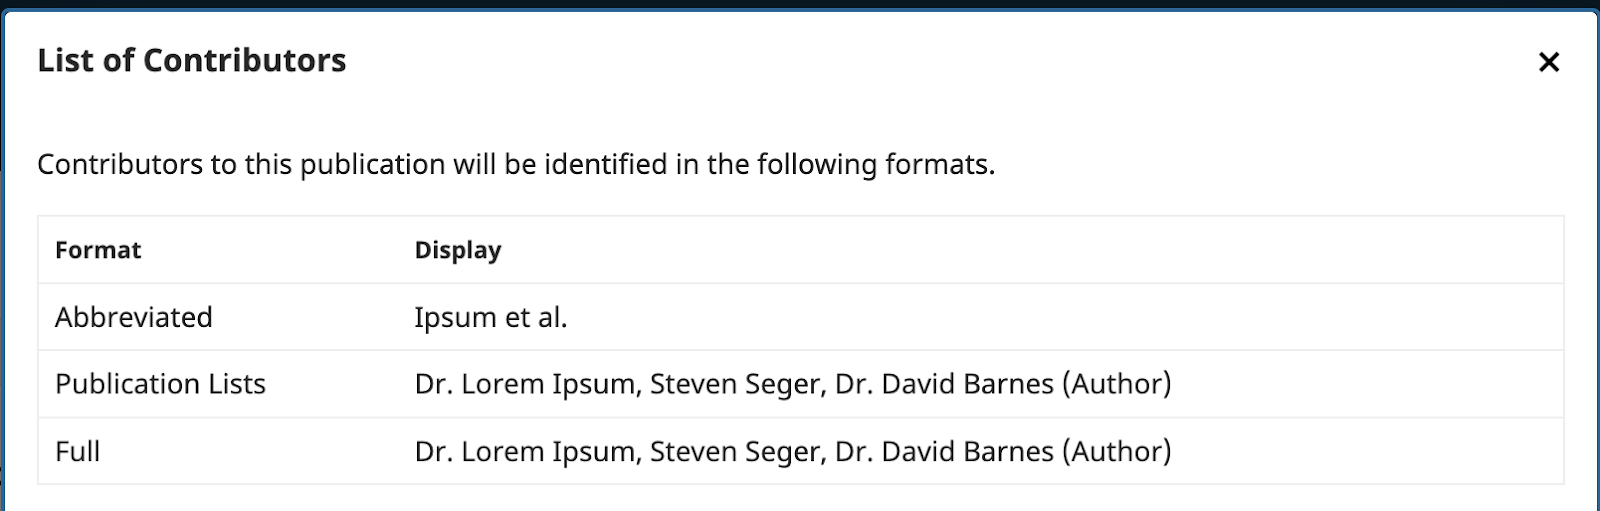 List of Contributors
Contributors to this publication will be identified in the following formats.
Format Display
Abbreviated Ipsum et al.
Publication Lists Dr. Lorem Ipsum, Steven Seger, Dr. David Barnes (Author)
Full Dr. Lorem Ipsum, Steven Seger, Dr. David Barnes (Author)